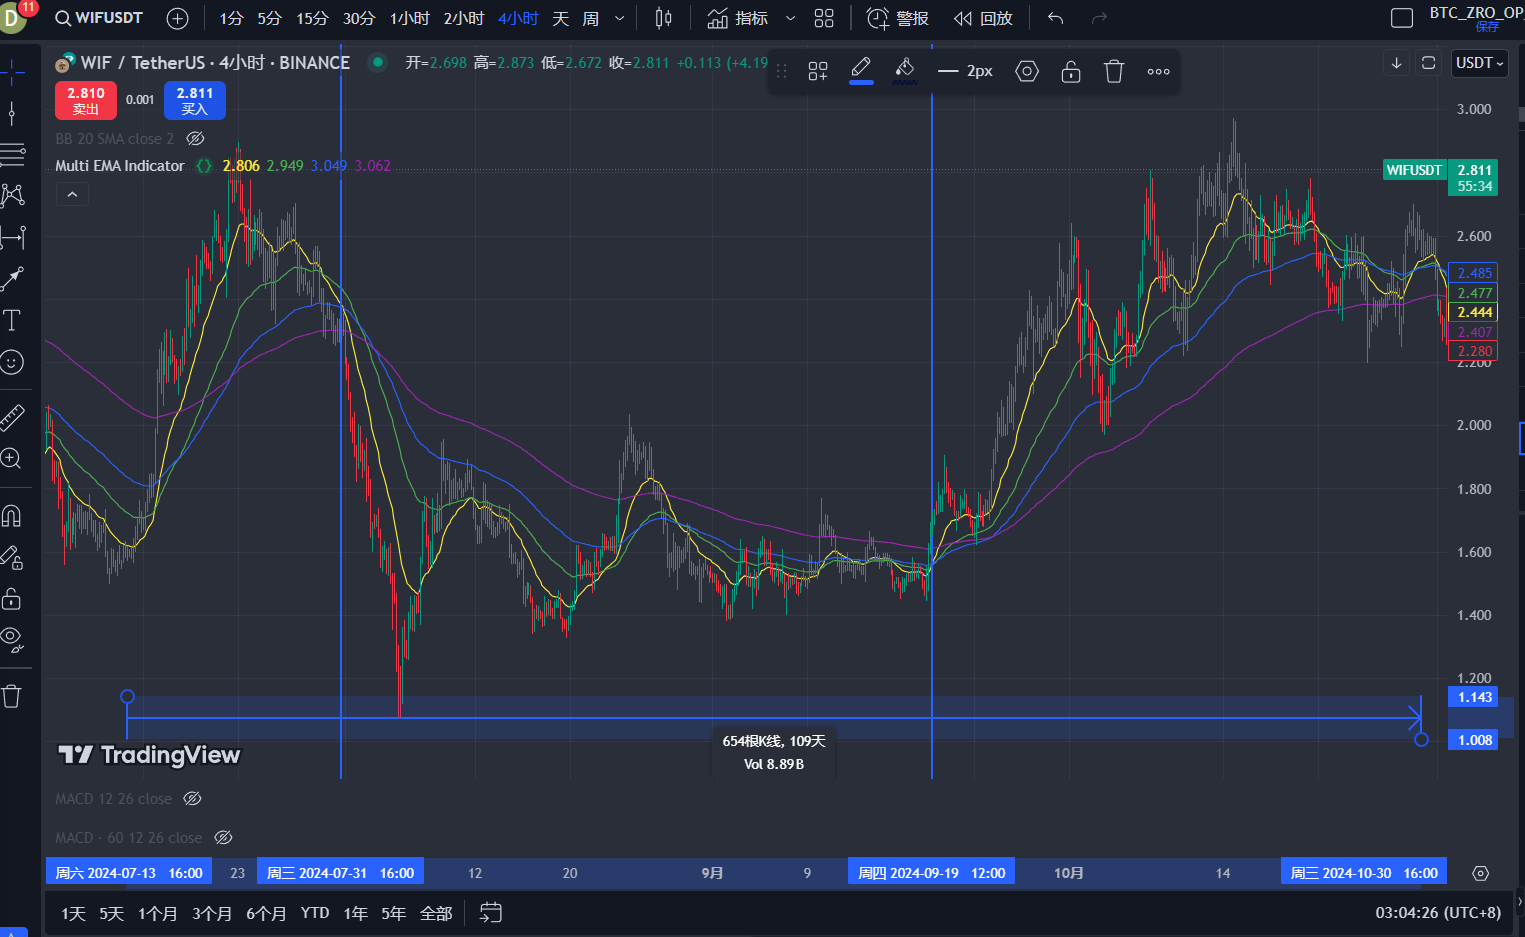 D 11 WIFUSDT 1分 5分 15分 30分 1小时 2小时 4小时 天 周 指标 警报 回放 BTC_ZRO_OP
保存
WIF / TetherUS · 4小时 · BINANCE 开=2.698 高=2.873 低=2.672 收=2.811 +0.113 (+4.19
2px
USDT
2.810
卖出
0.001
2.811
买入
BB 20 SMA close 2
Multi EMA Indicator 2.806 2.949 3.049 3.062
3.000
WIFUSDT 2.811
55:34
2.600
2.485
2.477
2.444
2.407
2.280
2.200
2.000
1.800
1.600
1.400
1.200
1.143
1.008
654根K线, 109天
Vol 8.89B
TradingView
MACD 12 26 close
MACD · 60 12 26 close
周六 2024-07-13 16:00 23 周三 2024-07-31 16:00 12 20 9月 9 周四 2024-09-19 12:00 10月 14 周三 2024-10-30 16:00
1天 5天 1个月 3个月 6个月 YTD 1年 5年 全部 03:04:26 (UTC+8)